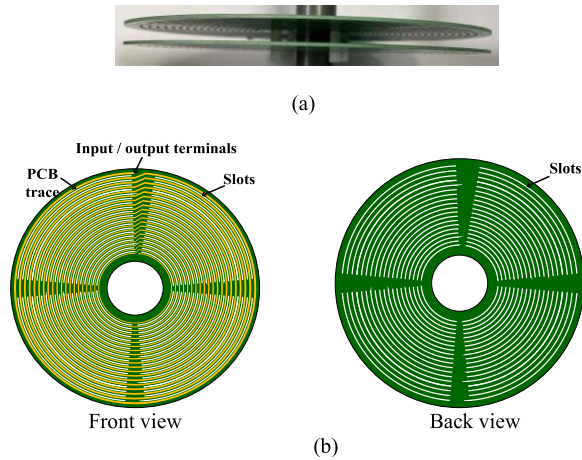 (a)
Input / output terminals
PCB
trace
Slots
Slots
Front view
Back view
(b)